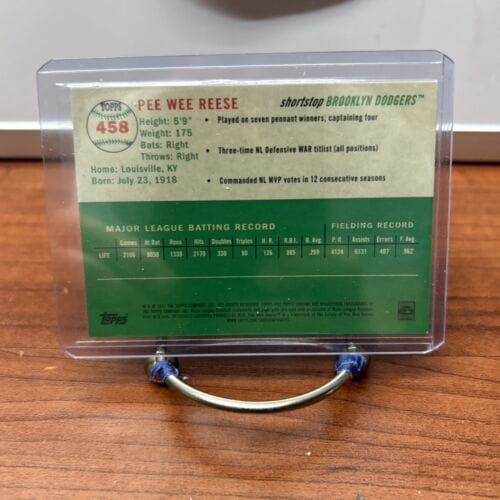 TOPPS
458
PEE WEE REESE
shortstop BROOKLYN DODGERS™
Height: 5'9"
Weight: 175
Bats: Right
Throws: Right
Home: Louisville, KY
Born: July 23, 1918
• Played on seven pennant winners, captaining four
• Three-time NL Defensive WAR titlist (all positions)
• Commanded NL MVP votes in 12 consecutive seasons
MAJOR LEAGUE BATTING RECORD FIELDING RECORD
Games At Bat Runs Hits Doubles Triples H.R. R.B.I. B. Avg. P.O. Assists Errors F. Avg.
LIFE 2166 8058 1338 2170 330 80 126 885 .269 4134 6131 407 .962
Topps